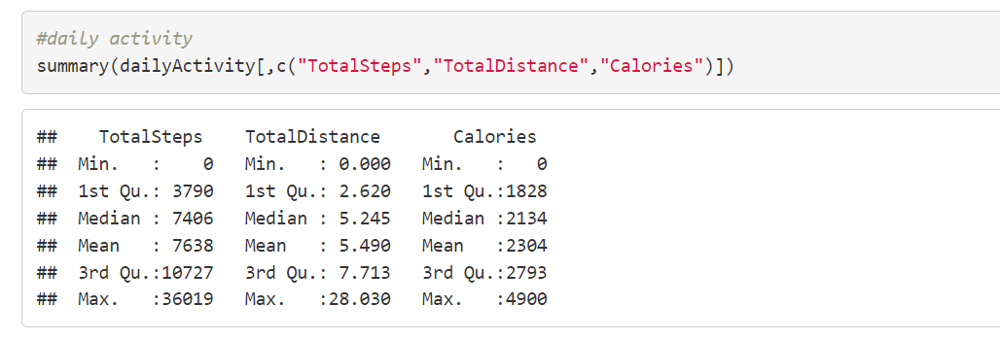 #daily activity
summary(dailyActivity[,c("TotalSteps","TotalDistance","Calories")])
##    TotalSteps    TotalDistance       Calories
##  Min.   :    0   Min.   : 0.000   Min.   :   0
##  1st Qu.: 3790   1st Qu.: 2.620   1st Qu.:1828
##  Median : 7406   Median : 5.245   Median :2134
##  Mean   : 7638   Mean   : 5.490   Mean   :2304
##  3rd Qu.:10727   3rd Qu.: 7.713   3rd Qu.:2793
##  Max.   :36019   Max.   :28.030   Max.   :4900